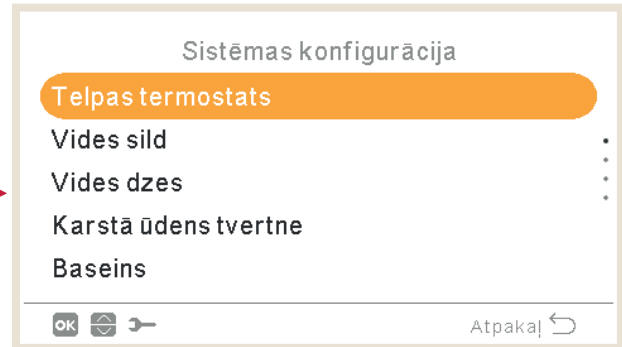 Sistēmas konfigurācija
Telpas termostats
Vides sild
Vides dzes
Karstā ūdens tvertne
Baseins
OK Atpakaļ